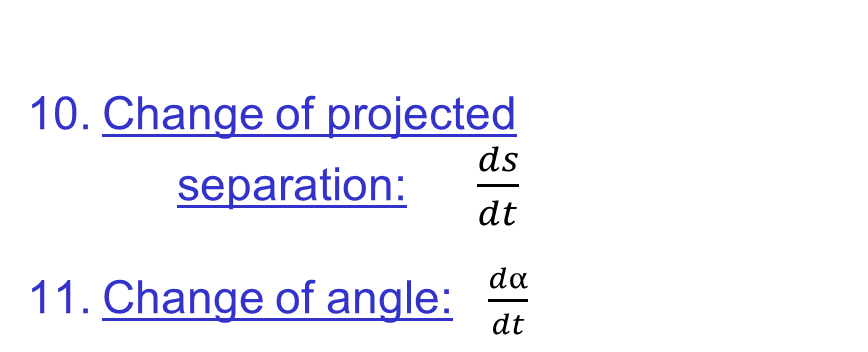 10. Change of projected
separation: ds/dt
11. Change of angle: dα/dt